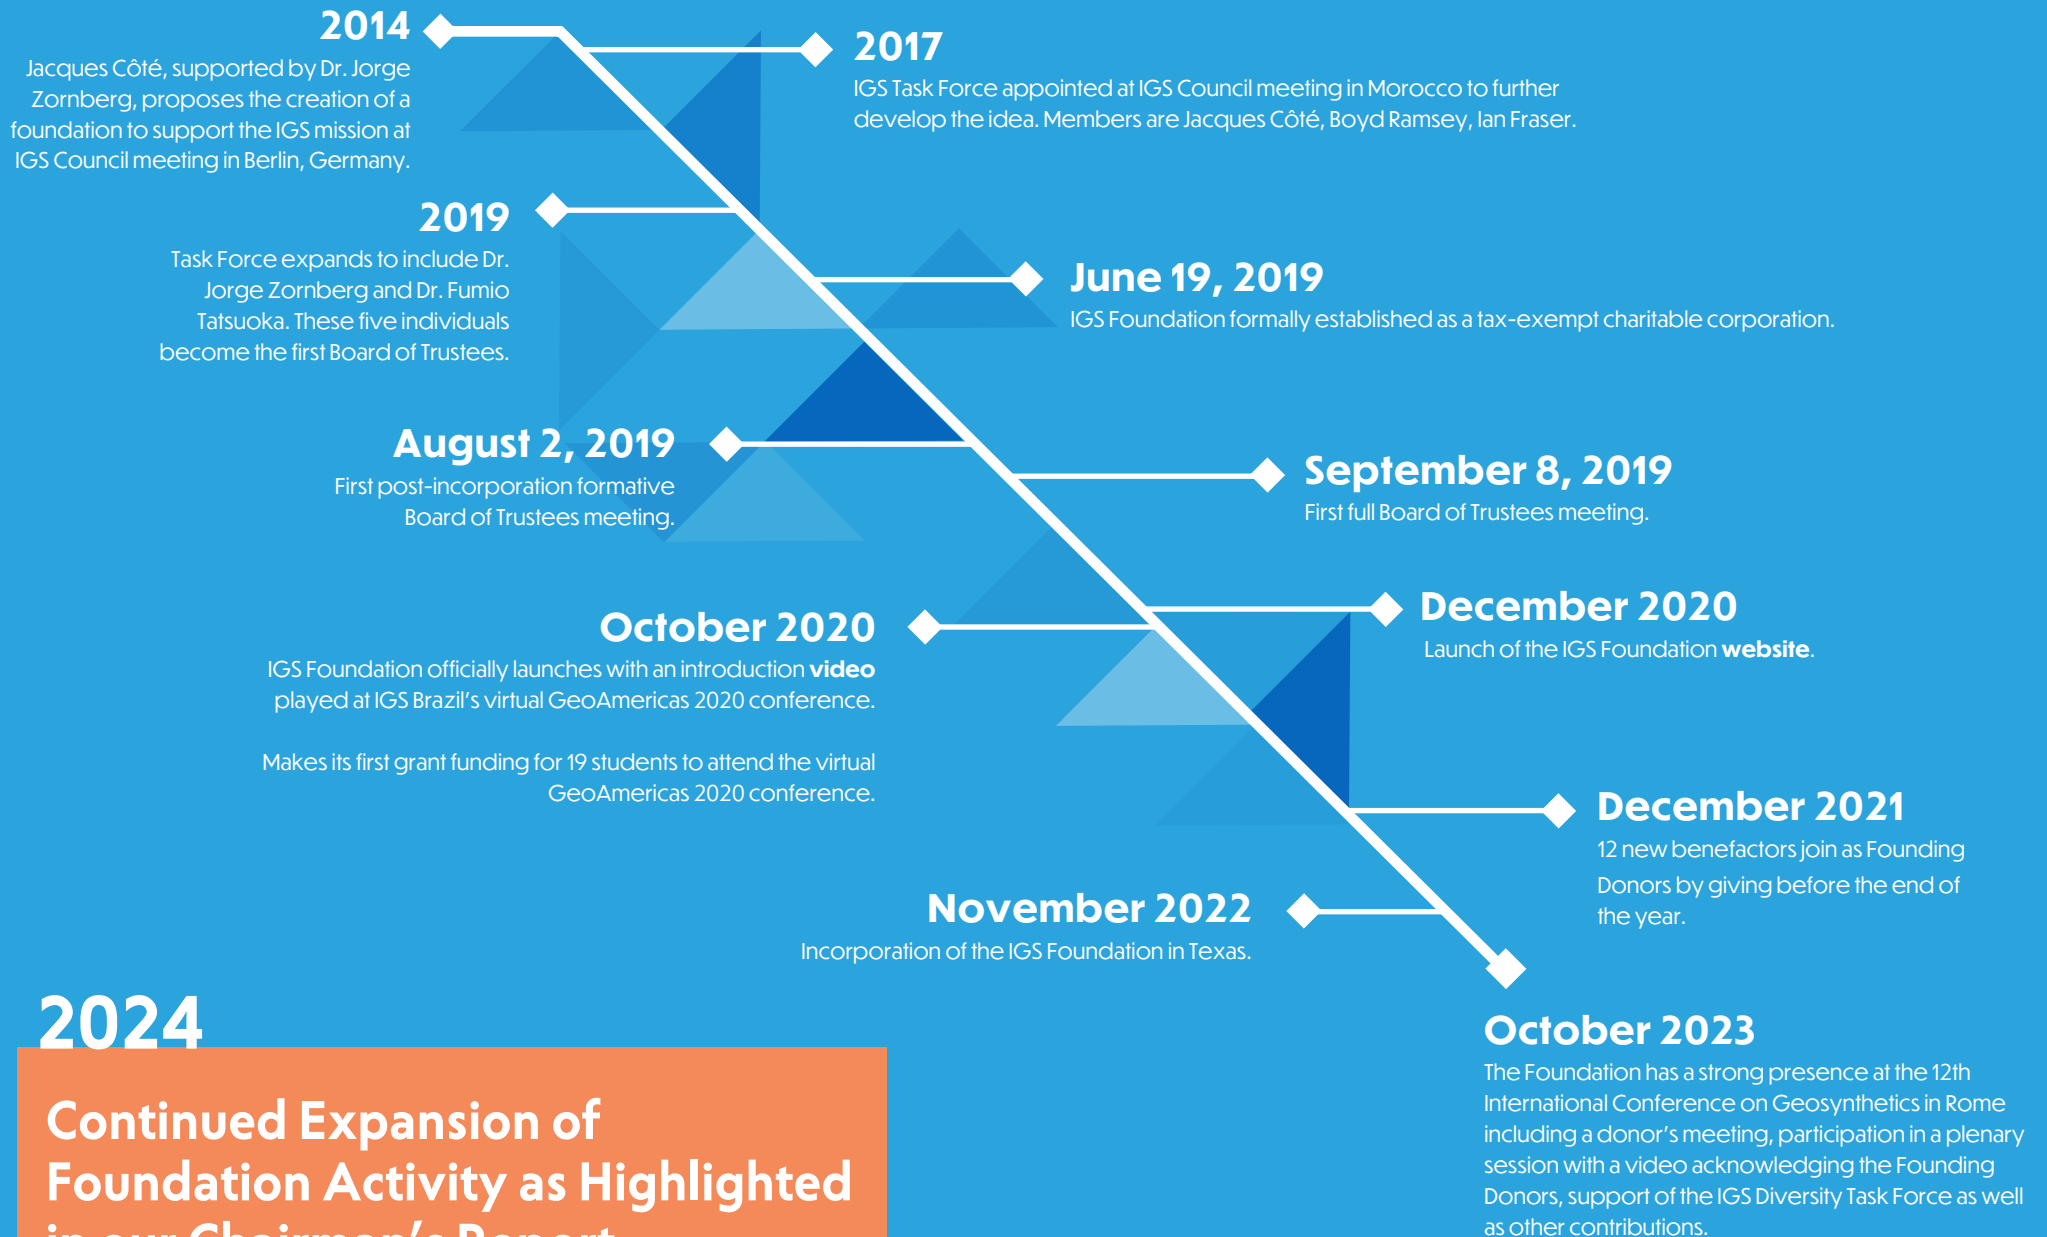 2014
Jacques Côté, supported by Dr. Jorge
Zornberg, proposes the creation of a
foundation to support the IGS mission at
IGS Council meeting in Berlin, Germany.
2017
IGS Task Force appointed at IGS Council meeting in Morocco to further
develop the idea. Members are Jacques Côté, Boyd Ramsey, Ian Fraser.
2019
Task Force expands to include Dr.
Jorge Zornberg and Dr. Fumio
Tatsuoka. These five individuals
become the first Board of Trustees.
June 19, 2019
IGS Foundation formally established as a tax-exempt charitable corporation.
August 2, 2019
First post-incorporation formative
Board of Trustees meeting.
September 8, 2019
First full Board of Trustees meeting.
October 2020
IGS Foundation officially launches with an introduction video
played at IGS Brazil's virtual GeoAmericas 2020 conference.
Makes its first grant funding for 19 students to attend the virtual
GeoAmericas 2020 conference.
December 2020
Launch of the IGS Foundation website.
December 2021
12 new benefactors join as Founding
Donors by giving before the end of
the year.
November 2022
Incorporation of the IGS Foundation in Texas.
October 2023
The Foundation has a strong presence at the 12th
International Conference on Geosynthetics in Rome
including a donor's meeting, participation in a plenary
session with a video acknowledging the Founding
Donors, support of the IGS Diversity Task Force as well
as other contributions.
2024
Continued Expansion of
Foundation Activity as Highlighted
in our Chairman's Report